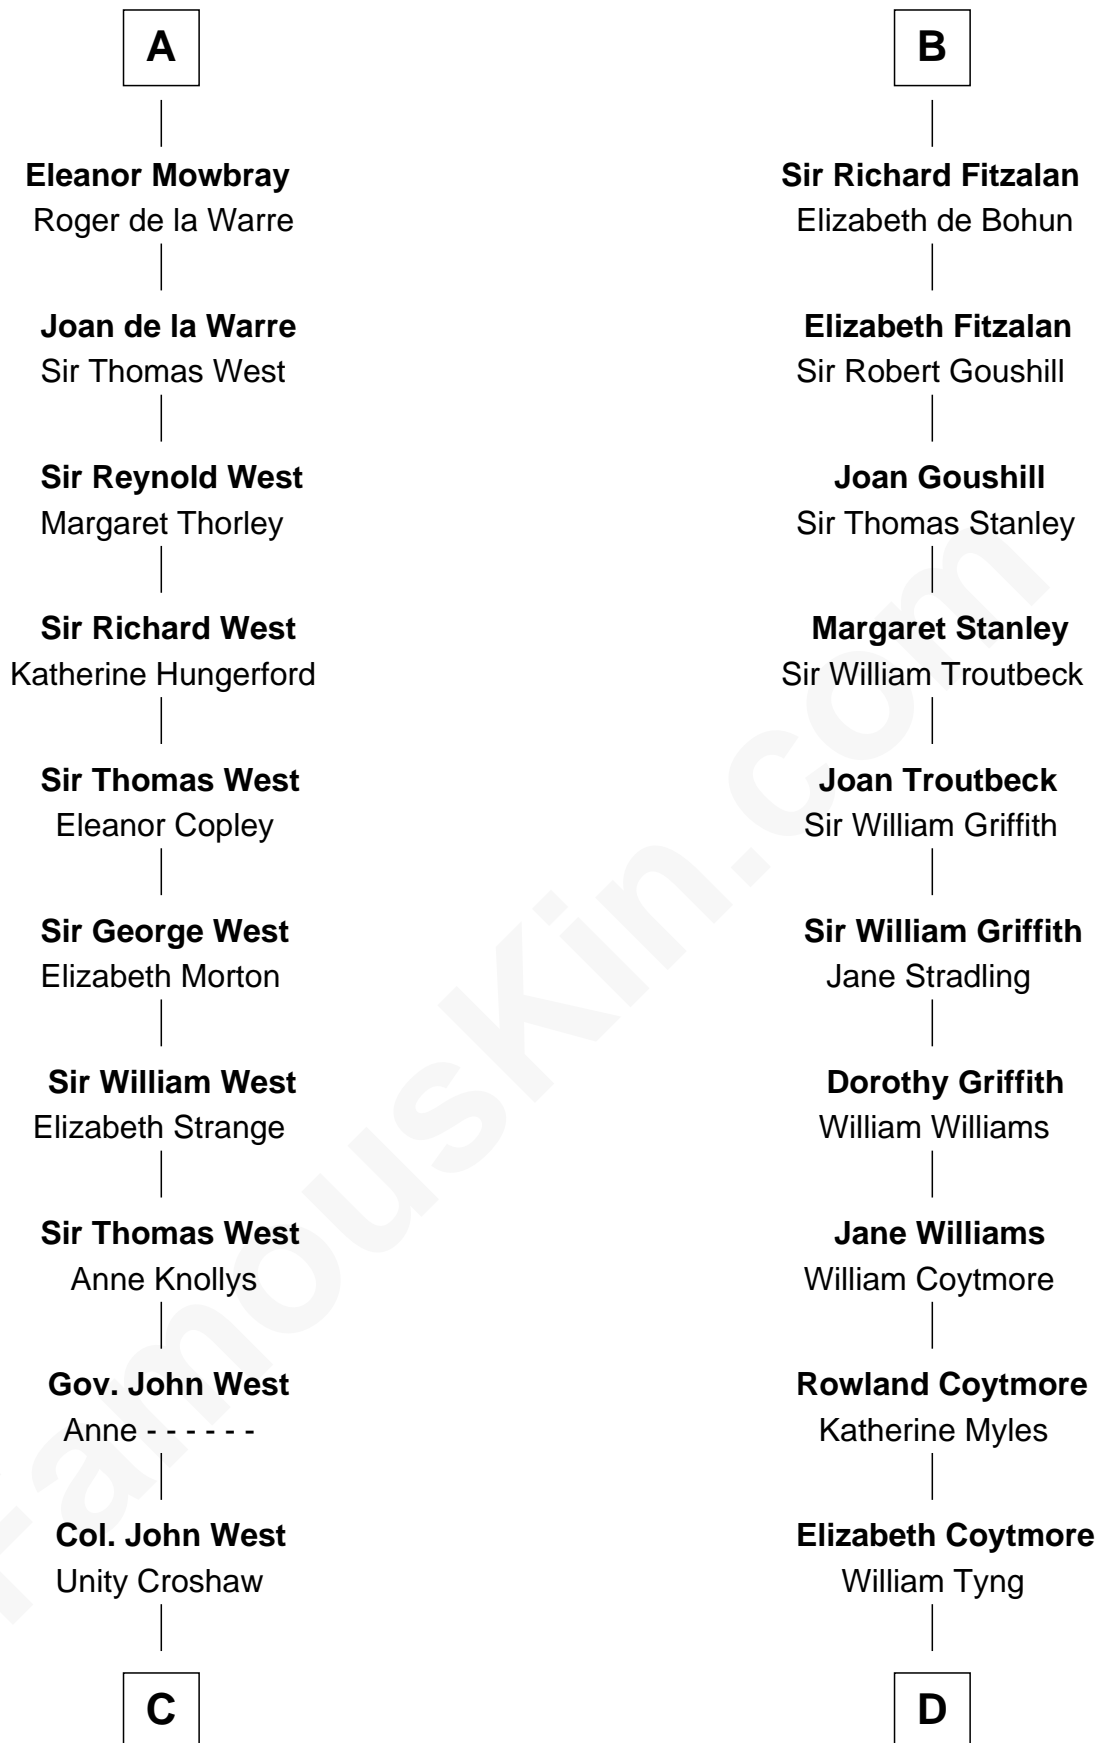 A
Eleanor Mowbray
Roger de la Warre
Joan de la Warre
Sir Thomas West
Sir Reynold West
Margaret Thorley
Sir Richard West
Katherine Hungerford
Sir Thomas West
Eleanor Copley
Sir George West
Elizabeth Morton
Sir William West
Elizabeth Strange
Sir Thomas West
Anne Knollys
Gov. John West
Anne - - - - - -
Col. John West
Unity Croshaw
C
B
Sir Richard Fitzalan
Elizabeth de Bohun
Elizabeth Fitzalan
Sir Robert Goushill
Joan Goushill
Sir Thomas Stanley
Margaret Stanley
Sir William Troutbeck
Joan Troutbeck
Sir William Griffith
Sir William Griffith
Jane Stradling
Dorothy Griffith
William Williams
Jane Williams
William Coytmore
Rowland Coytmore
Katherine Myles
Elizabeth Coytmore
William Tyng
D
FamousKin.com